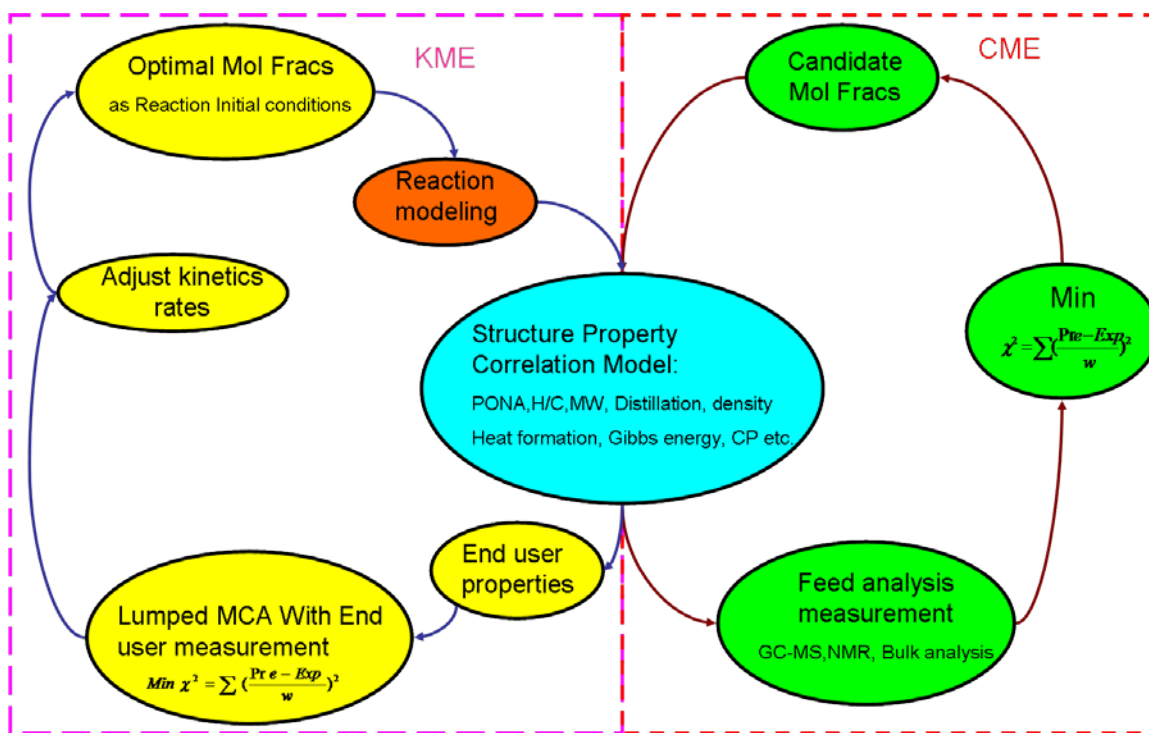 KME
CME
Optimal Mol Fracs
as Reaction Initial conditions
Candidate
Mol Fracs
Reaction
modeling
Adjust kinetics
rates
Min
χ² = ∑(Pre−Exp/w)²
Structure Property
Correlation Model:
PONA,H/C,MW, Distillation, density
Heat formation, Gibbs energy, CP etc.
End user
properties
Feed analysis
measurement
GC-MS,NMR, Bulk analysis
Lumped MCA With End
user measurement
Min χ² = ∑ (Pr e − Exp/w)²